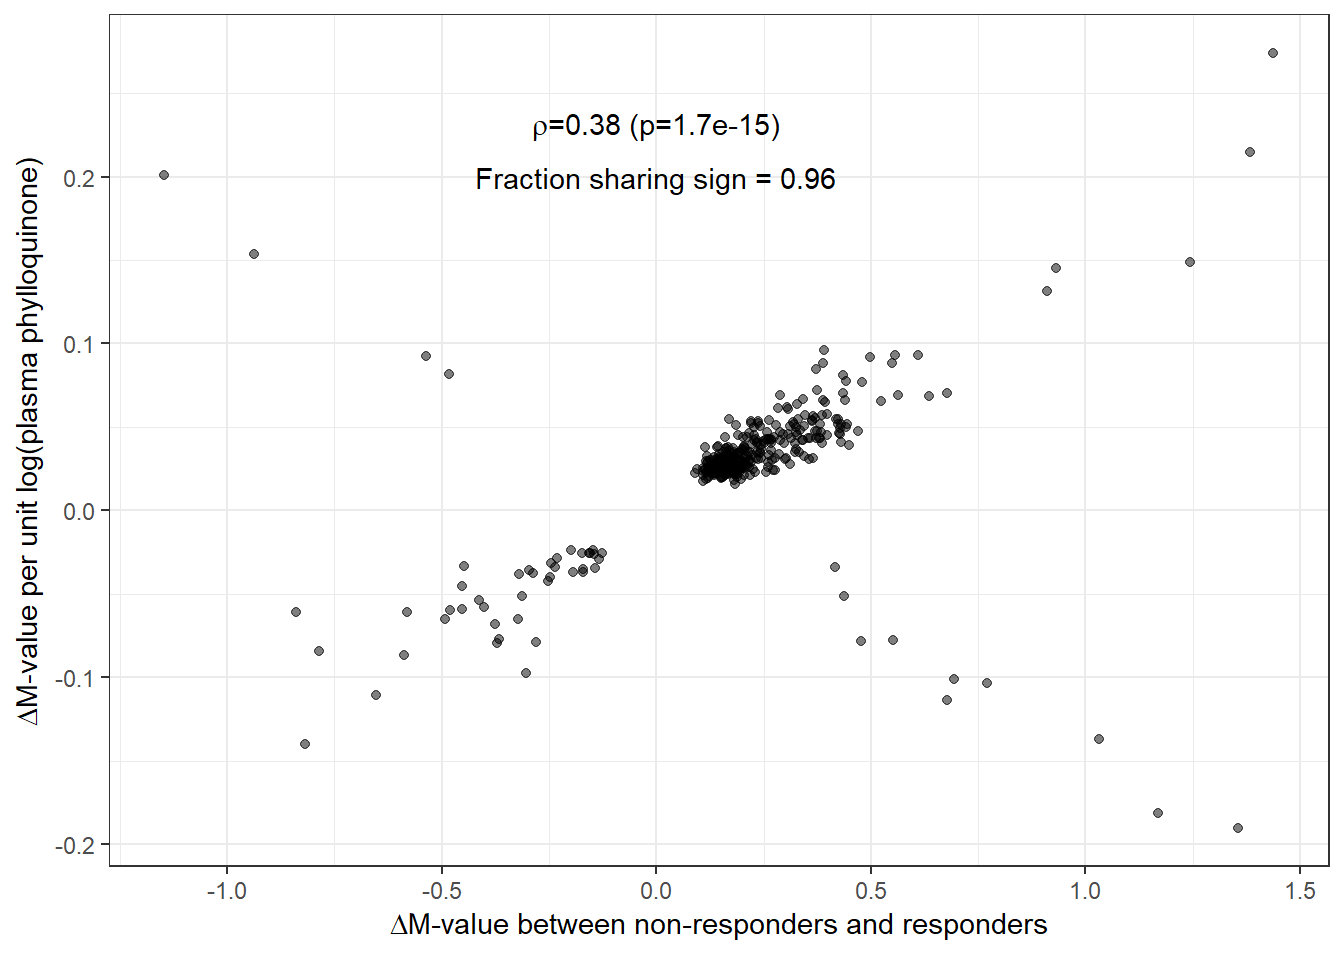 ρ=0.38 (p=1.7e-15)
Fraction sharing sign = 0.96
ΔM-value per unit log(plasma phylloquinone)
0.2
0.1
0.0
-0.1
-0.2
-1.0
-0.5
0.0
0.5
1.0
1.5
ΔM-value between non-responders and responders